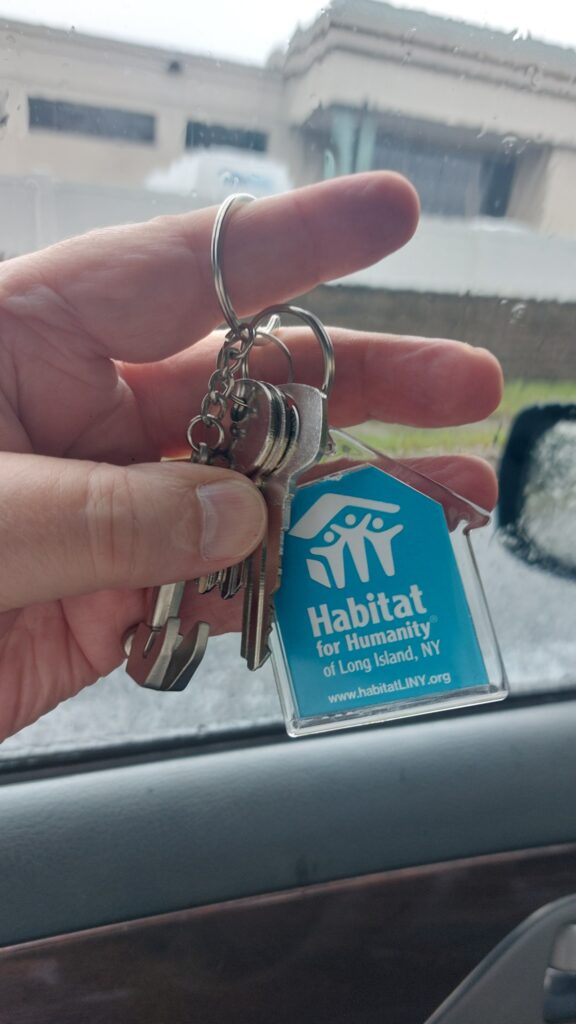 Habitat
for Humanity®
of Long Island, NY
www.habitatLINY.org